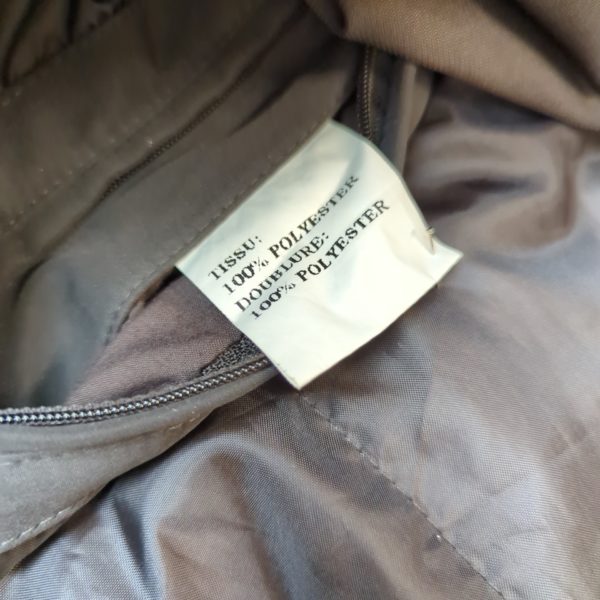 TISSU:
100% POLYESTER
DOUBLURE:
100% POLYESTER